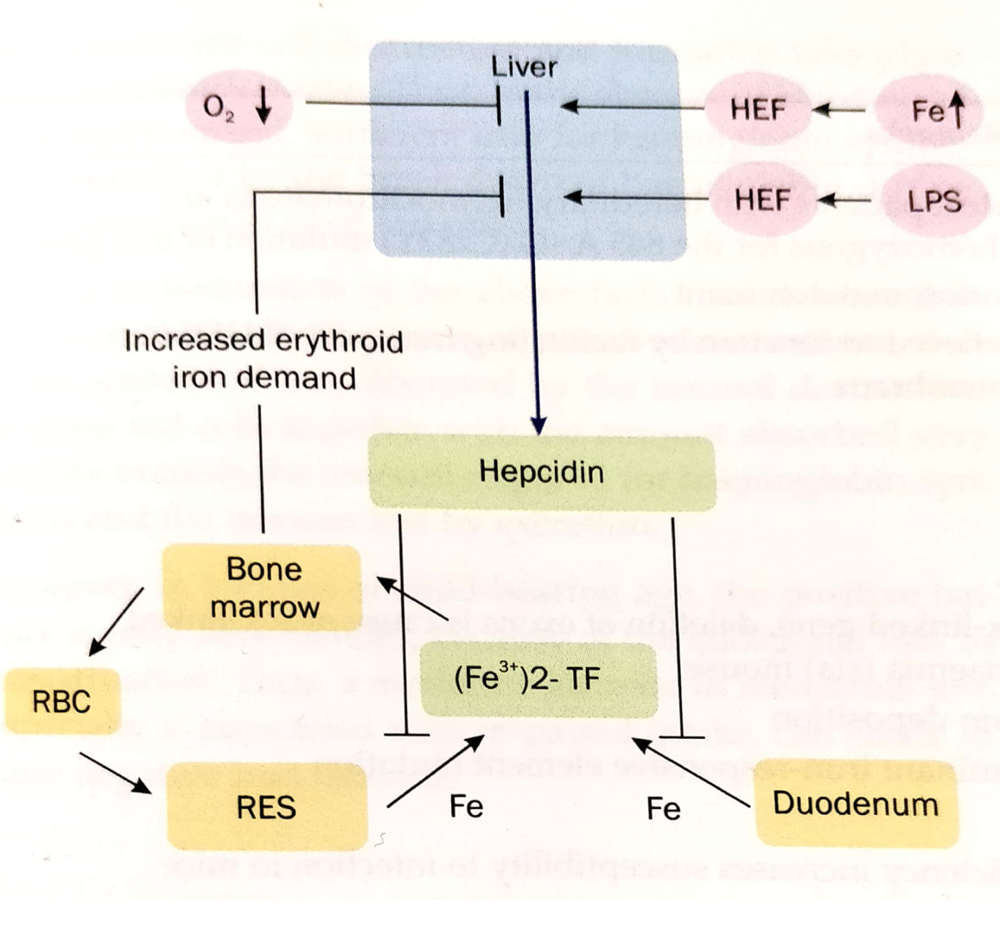 Liver
O₂ ↓
HEF
Fe↑
HEF
LPS
Increased erythroid
iron demand
Hepcidin
Bone
marrow
(Fe³⁺)2- TF
RBC
RES
Fe
Fe
Duodenum